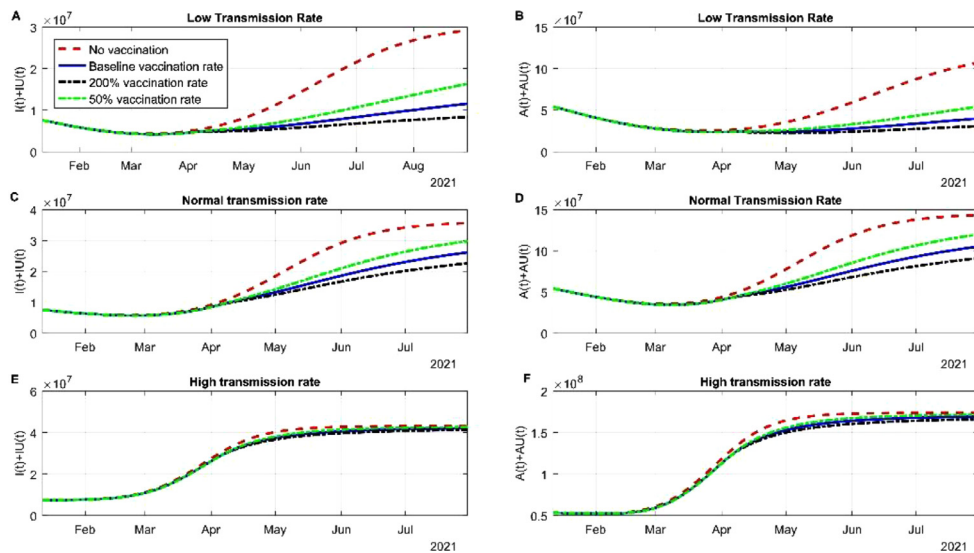 A
Low Transmission Rate
×10^7
3
2
1
0
I(t)+IU(t)
No vaccination
Baseline vaccination rate
200% vaccination rate
50% vaccination rate
Feb Mar Apr May Jun Jul Aug
2021
B
Low Transmission Rate
×10^7
15
10
5
0
A(t)+AU(t)
Feb Mar Apr May Jun Jul
2021
C
Normal transmission rate
×10^7
4
3
2
1
0
I(t)+IU(t)
Feb Mar Apr May Jun Jul
2021
D
Normal Transmission Rate
×10^7
15
10
5
0
A(t)+AU(t)
Feb Mar Apr May Jun Jul
2021
E
High transmission rate
×10^7
6
4
2
0
I(t)+IU(t)
Feb Mar Apr May Jun Jul
2021
F
High transmission rate
×10^8
2
1.5
1
0.5
A(t)+AU(t)
Feb Mar Apr May Jun Jul
2021